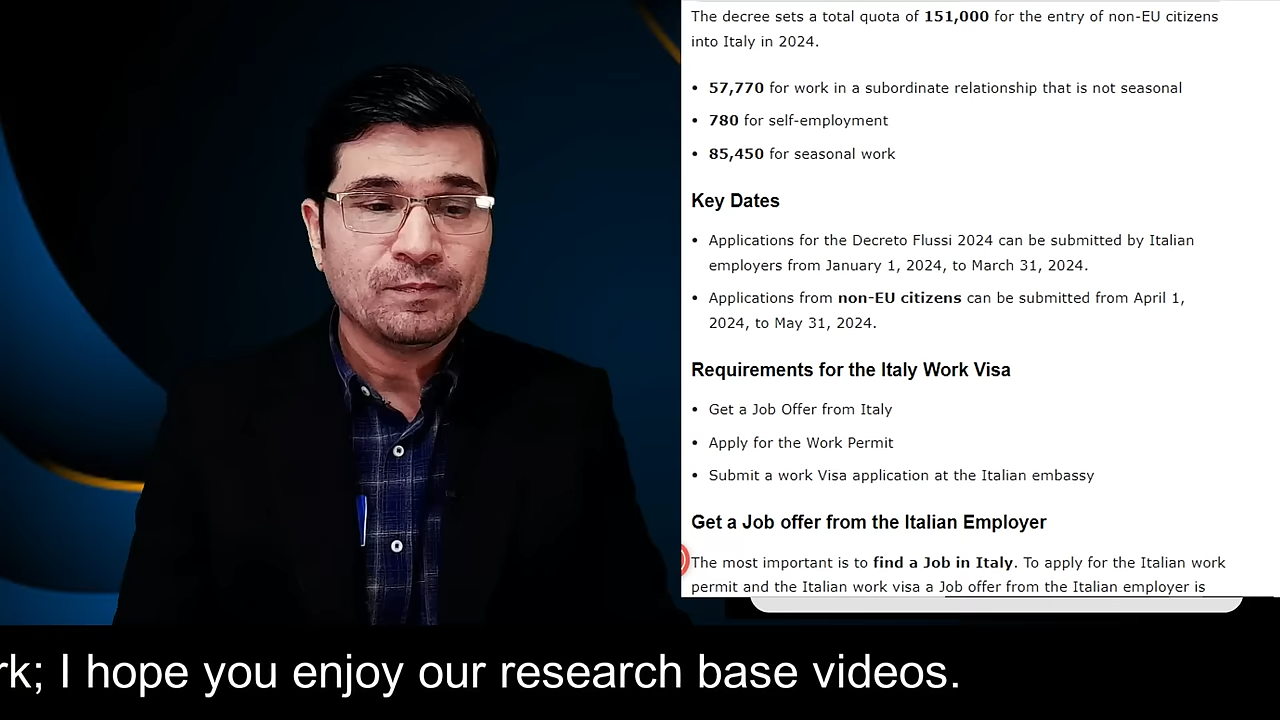 The decree sets a total quota of 151,000 for the entry of non-EU citizens
into Italy in 2024.
• 57,770 for work in a subordinate relationship that is not seasonal
• 780 for self-employment
• 85,450 for seasonal work
Key Dates
• Applications for the Decreto Flussi 2024 can be submitted by Italian
employers from January 1, 2024, to March 31, 2024.
• Applications from non-EU citizens can be submitted from April 1,
2024, to May 31, 2024.
Requirements for the Italy Work Visa
• Get a Job Offer from Italy
• Apply for the Work Permit
• Submit a work Visa application at the Italian embassy
Get a Job offer from the Italian Employer
The most important is to find a Job in Italy. To apply for the Italian work
permit and the Italian work visa a Job offer from the Italian employer is
rk; I hope you enjoy our research base videos.